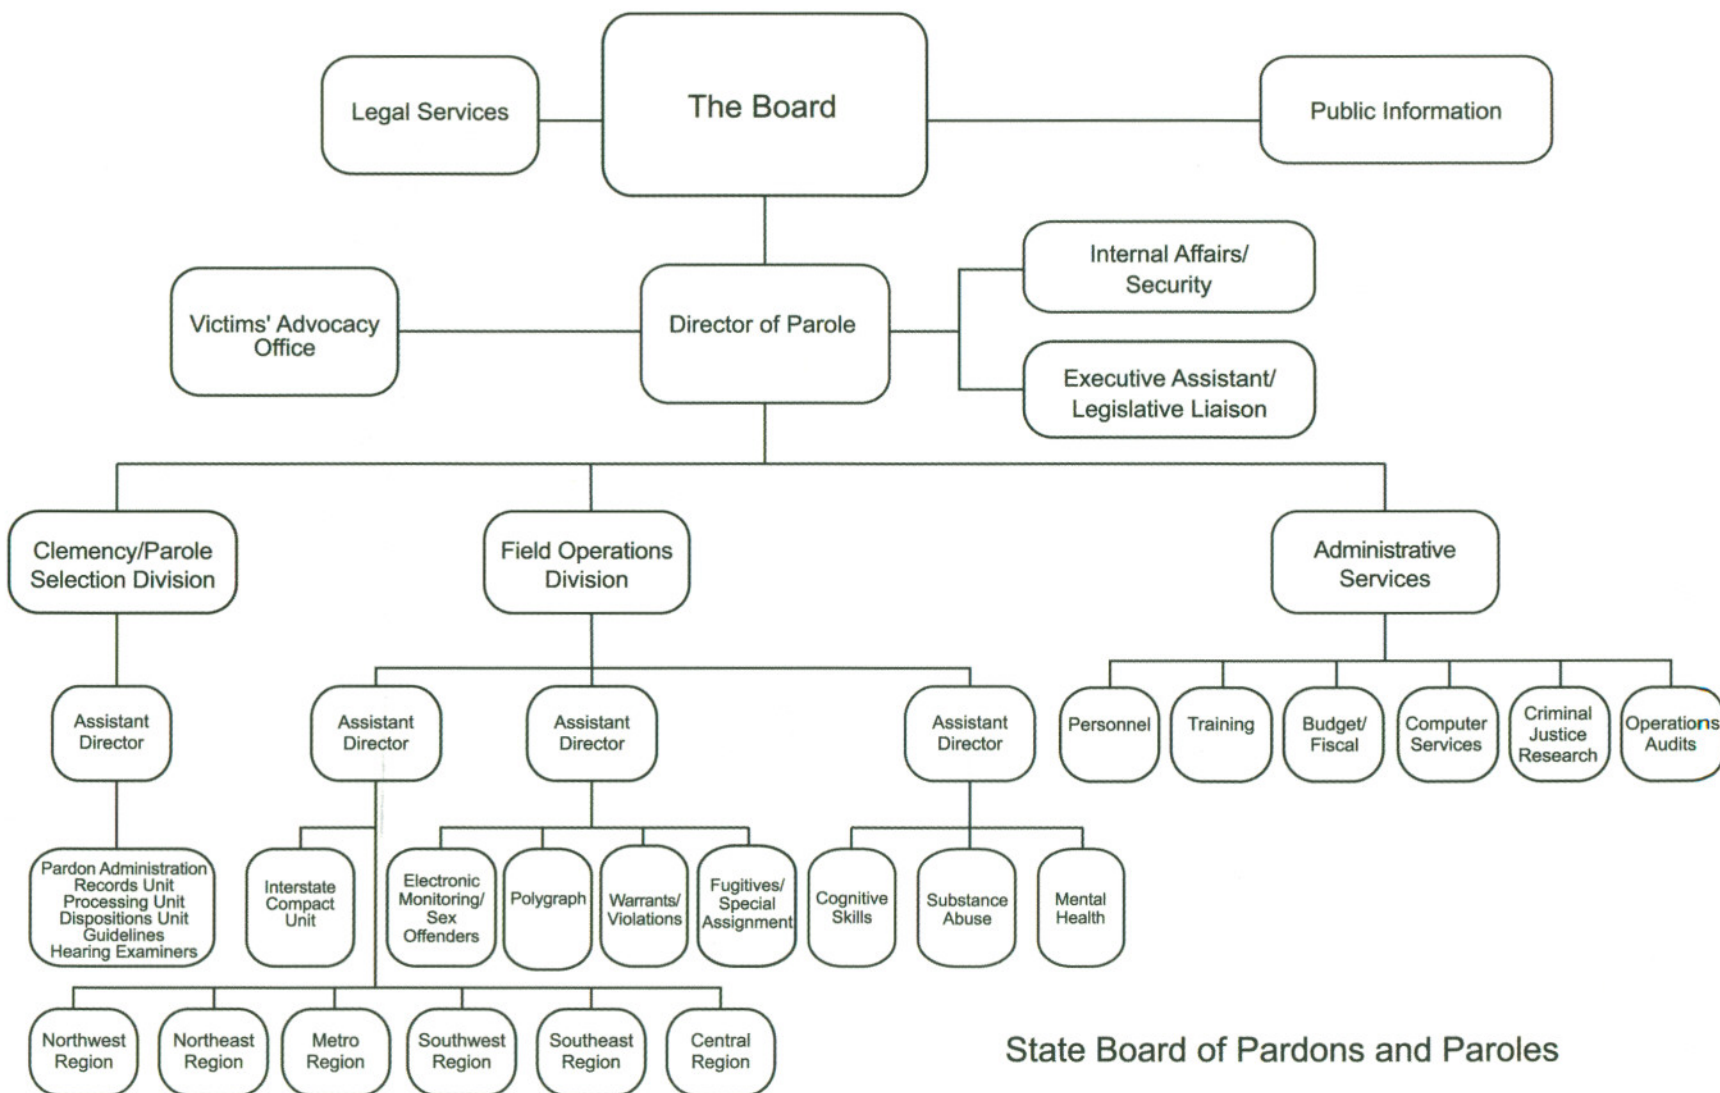 The Board
Legal Services
Public Information
Internal Affairs/
Security
Victims' Advocacy
Office
Director of Parole
Executive Assistant/
Legislative Liaison
Clemency/Parole
Selection Division
Field Operations
Division
Administrative
Services
Assistant
Director
Assistant
Director
Assistant
Director
Assistant
Director
Personnel
Training
Budget/
Fiscal
Computer
Services
Criminal
Justice
Research
Operations
Audits
Pardon Administration
Records Unit
Processing Unit
Dispositions Unit
Guidelines
Hearing Examiners
Interstate
Compact
Unit
Electronic
Monitoring/
Sex
Offenders
Polygraph
Warrants/
Violations
Fugitives/
Special
Assignment
Cognitive
Skills
Substance
Abuse
Mental
Health
Northwest
Region
Northeast
Region
Metro
Region
Southwest
Region
Southeast
Region
Central
Region
State Board of Pardons and Paroles